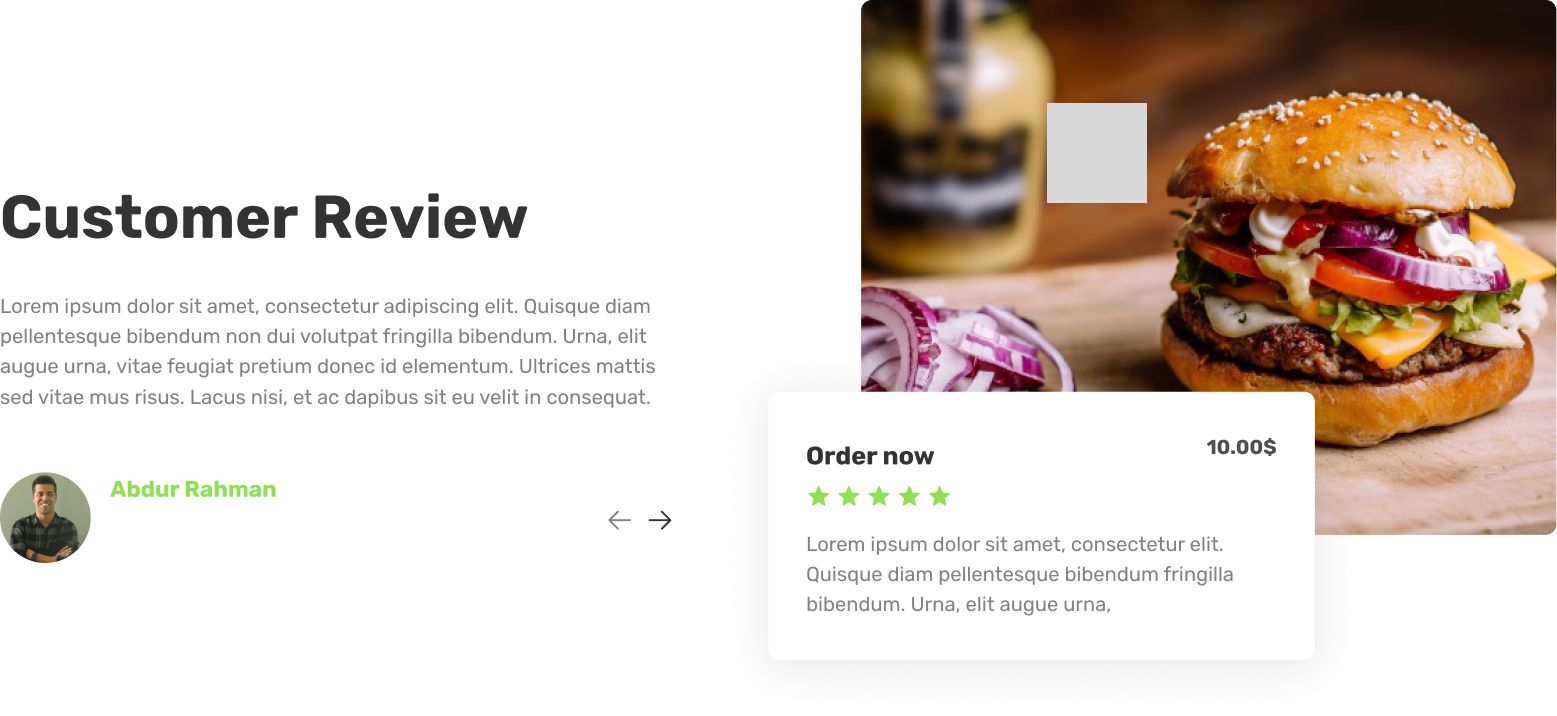 Customer Review
Lorem ipsum dolor sit amet, consectetur adipiscing elit. Quisque diam
pellentesque bibendum non dui volutpat fringilla bibendum. Urna, elit
augue urna, vitae feugiat pretium donec id elementum. Ultrices mattis
sed vitae mus risus. Lacus nisi, et ac dapibus sit eu velit in consequat.
Abdur Rahman
Order now
10.00$
Lorem ipsum dolor sit amet, consectetur elit.
Quisque diam pellentesque bibendum fringilla
bibendum. Urna, elit augue urna,